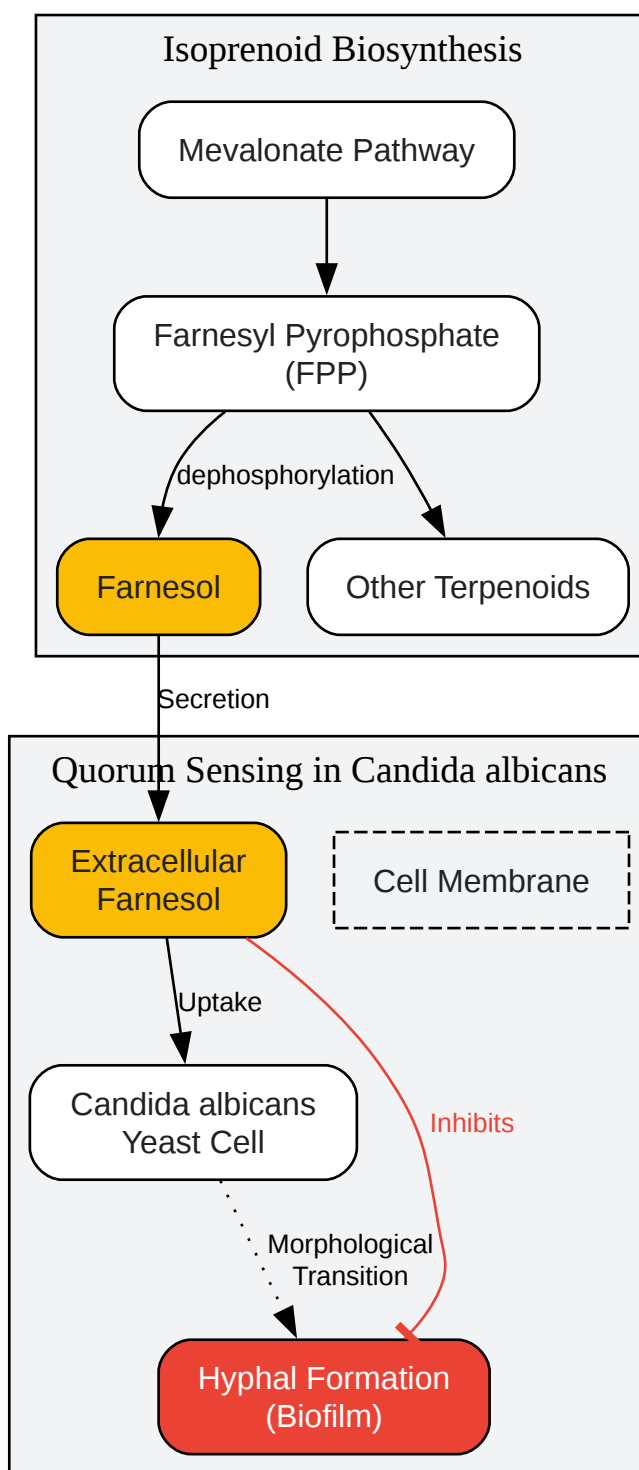 Isoprenoid Biosynthesis
Mevalonate Pathway
Farnesyl Pyrophosphate
(FPP)
dephosphorylation
Farnesol
Other Terpenoids
Secretion
Quorum Sensing in Candida albicans
Extracellular
Farnesol
Cell Membrane
Uptake
Candida albicans
Yeast Cell
Inhibits
Morphological
Transition
Hyphal Formation
(Biofilm)